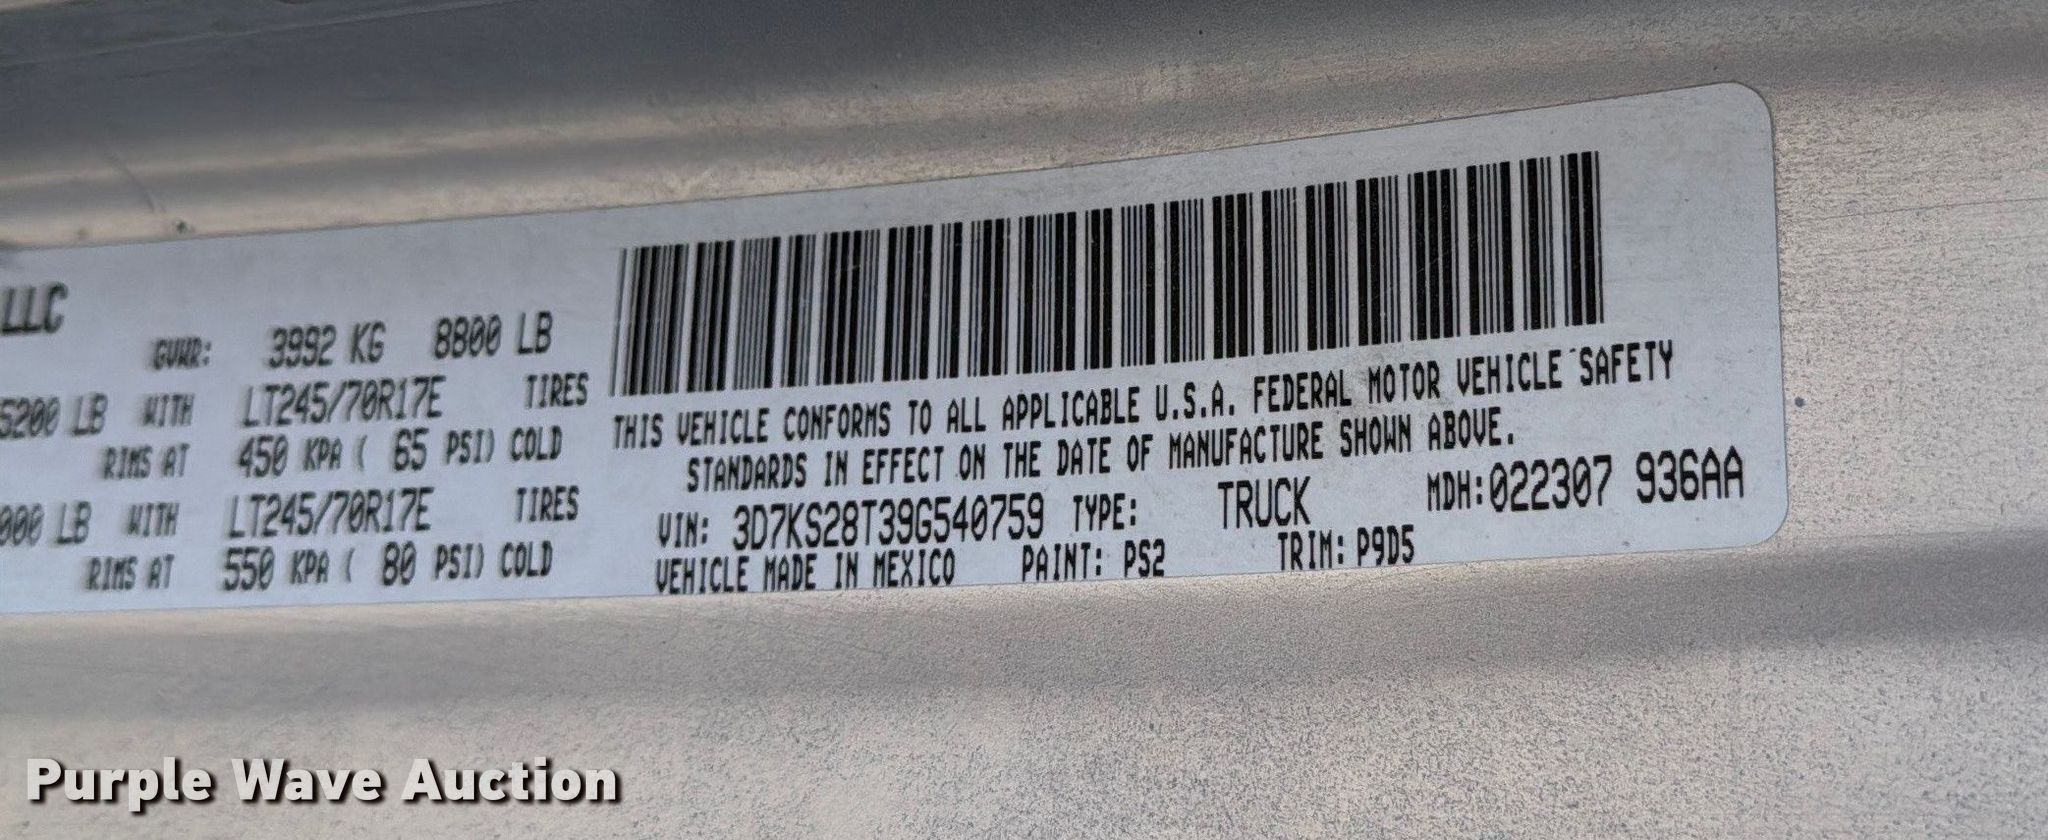 LLC
GVWR: 3992 KG 8800 LB
5200 LB WITH LT245/70R17E TIRES
RIMS AT 450 KPA ( 65 PSI) COLD
000 LB WITH LT245/70R17E TIRES
RIMS AT 550 KPA ( 80 PSI) COLD
THIS VEHICLE CONFORMS TO ALL APPLICABLE U.S.A. FEDERAL MOTOR VEHICLE SAFETY
STANDARDS IN EFFECT ON THE DATE OF MANUFACTURE SHOWN ABOVE.
VIN: 3D7KS28T39G540759 TYPE: TRUCK MDH:022307 936AA
VEHICLE MADE IN MEXICO PAINT: PS2 TRIM: P9D5
Purple Wave Auction